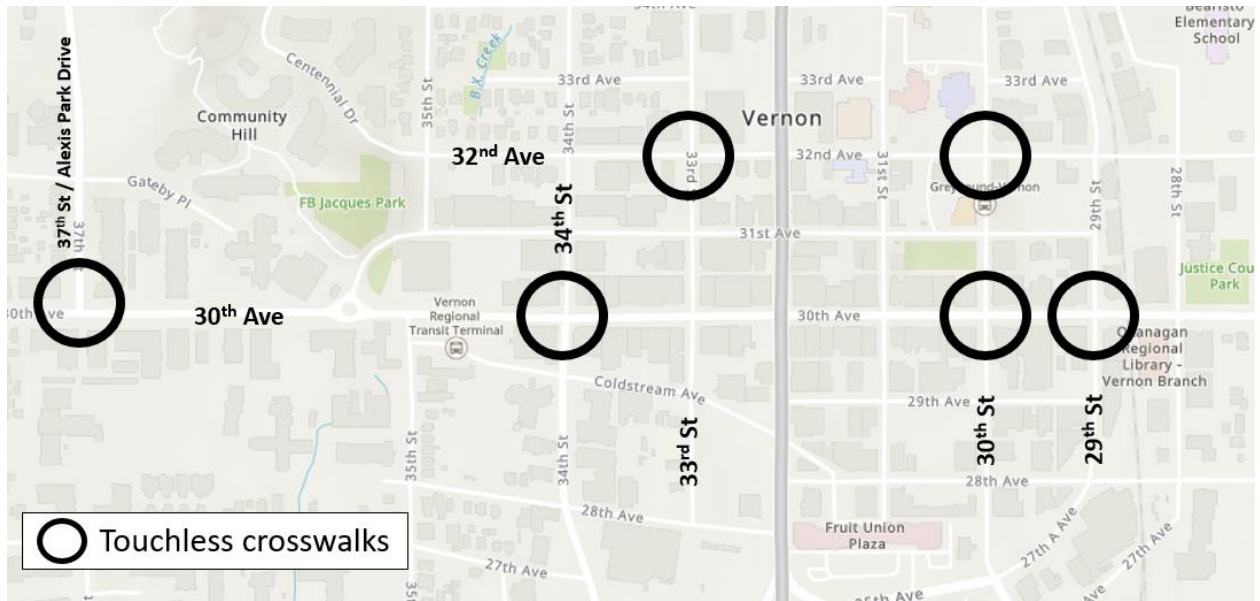 34th Ave
Bearisto
Elementary
School
37th St / Alexis Park Drive
Centennial Dr
B.X. Creek
33rd Ave
33rd Ave
33rd Ave
Community
Hill
35th St
34th St
Vernon
32nd Ave
32nd Ave
33rd
31st St
29th St
28th St
Gateby Pl
FB Jacques Park
Greyhound-Vernon
37th
34th St
31st Ave
Justice Cou
Park
30th Ave
30th Ave
Vernon
Regional
Transit Terminal
30th Ave
Okanagan
Regional
Library -
Vernon Branch
Coldstream Ave
29th Ave
33rd St
30th St
29th St
35th St
34th St
28th Ave
28th Ave
Fruit Union
Plaza
27th A Ave
27th Ave
27th Ave
Touchless crosswalks